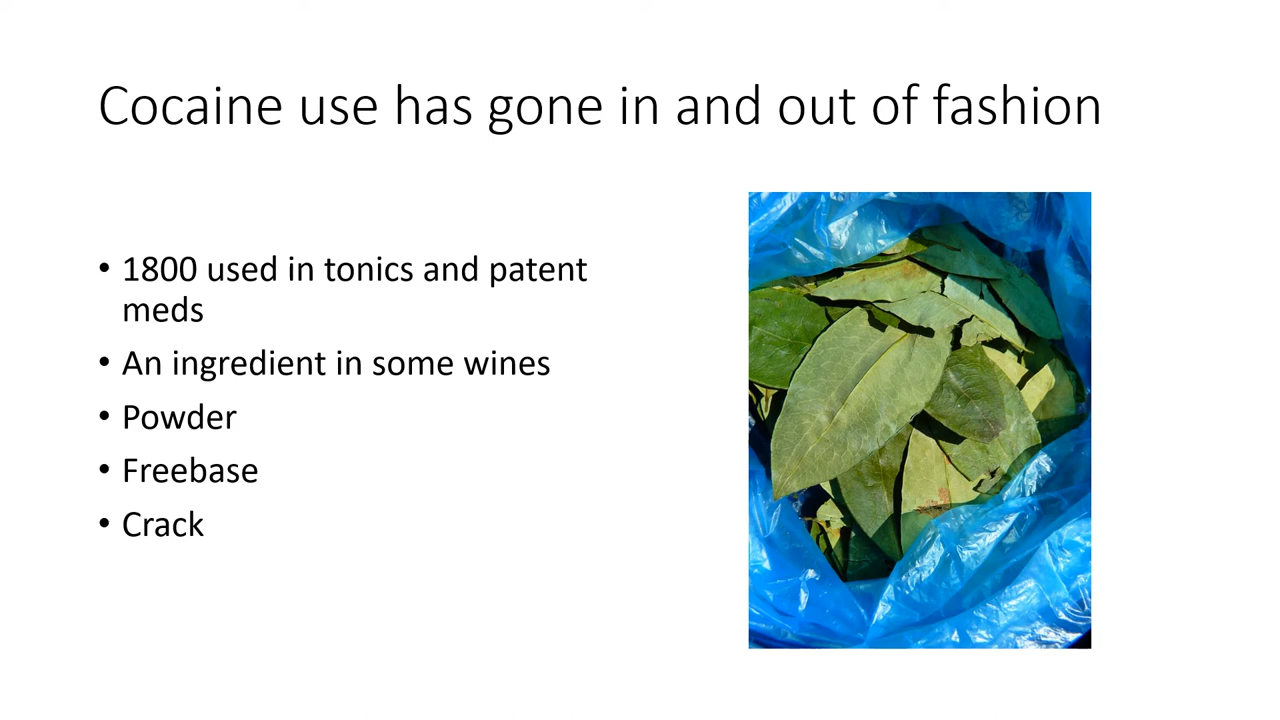 Cocaine use has gone in and out of fashion
• 1800 used in tonics and patent
meds
• An ingredient in some wines
• Powder
• Freebase
• Crack